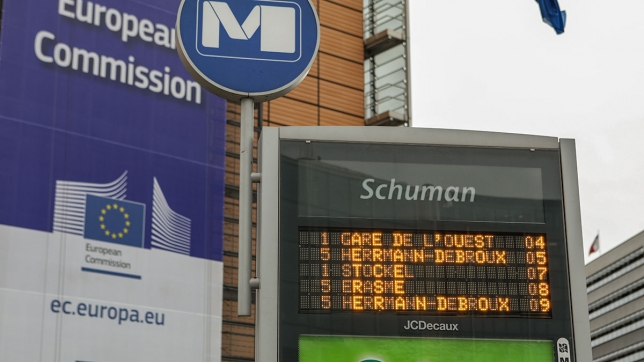 European
Commission
European
Commission
ec.europa.eu
M
Schuman
1 GARE DE L'OUEST 04
5 HERRMANN-DEBROUX 05
1 STOCKEL 07
5 ERASME 08
5 HERRMANN-DEBROUX 09
JCDecaux
M